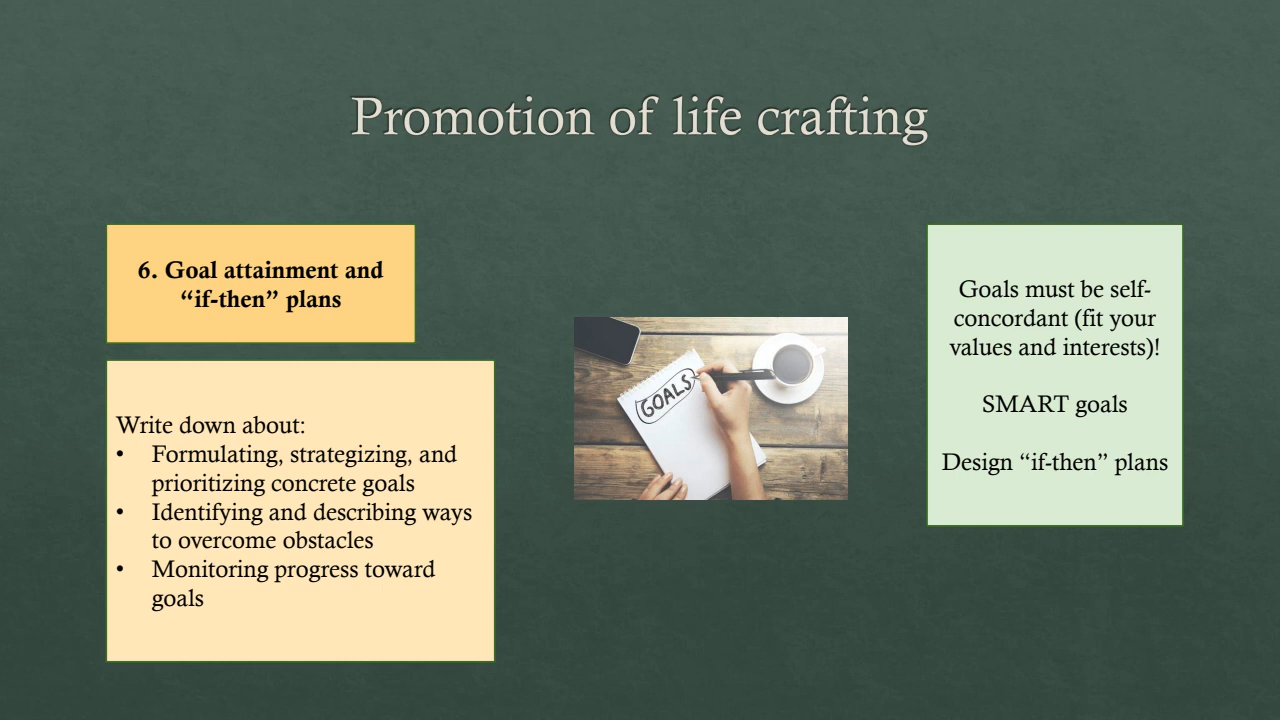 Promotion of life crafting
6. Goal attainment and
“if-then” plans
Write down about:
• Formulating, strategizing, and
prioritizing concrete goals
• Identifying and describing ways
to overcome obstacles
• Monitoring progress toward
goals
GOALS
Goals must be self-
concordant (fit your
values and interests)!
SMART goals
Design “if-then” plans